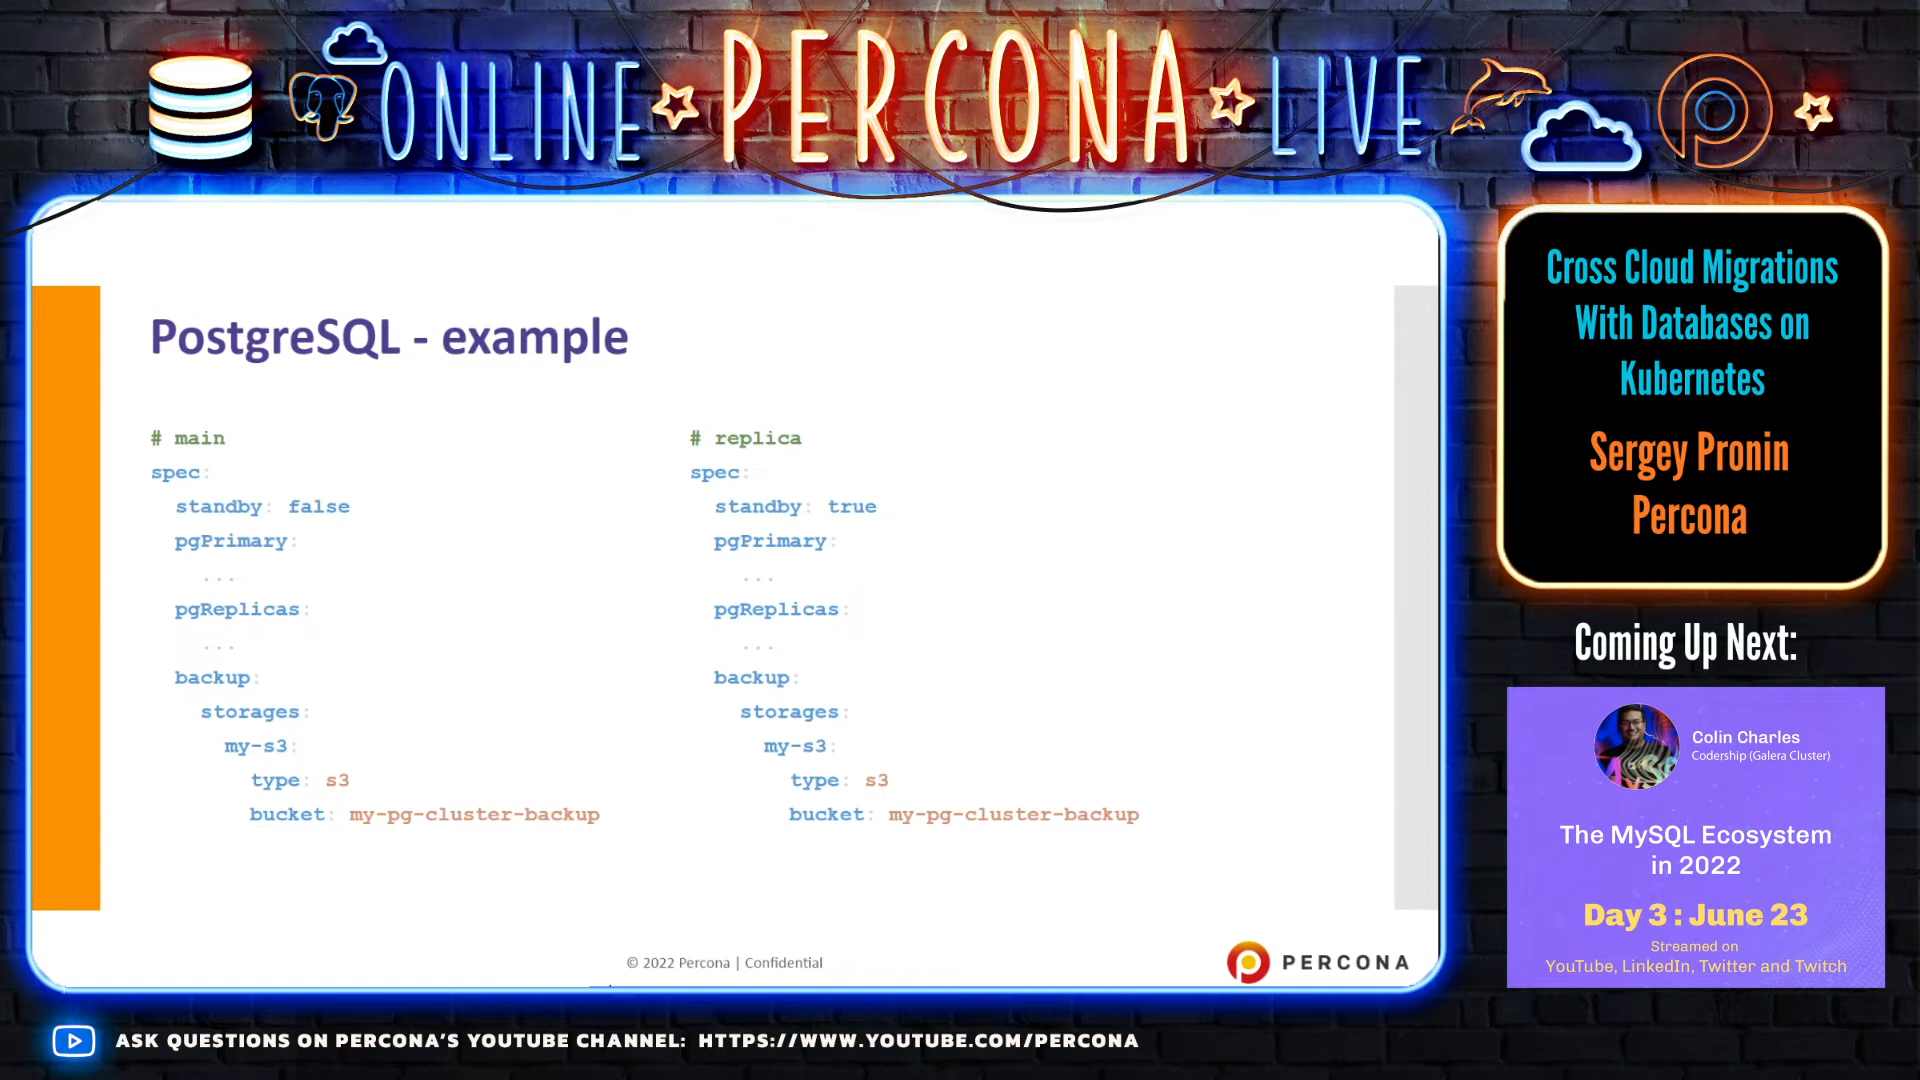 ONLINE PERCONA LIVE
PostgreSQL - example
# main
spec:
standby: false
pgPrimary:
...
pgReplicas:
...
backup:
storages:
my-s3:
type: s3
bucket: my-pg-cluster-backup
# replica
spec:
standby: true
pgPrimary:
...
pgReplicas:
...
backup:
storages:
my-s3:
type: s3
bucket: my-pg-cluster-backup
© 2022 Percona | Confidential
PERCONA
Cross Cloud Migrations
With Databases on
Kubernetes
Sergey Pronin
Percona
Coming Up Next:
Colin Charles
Codership (Galera Cluster)
The MySQL Ecosystem
in 2022
Day 3 : June 23
Streamed on
YouTube, LinkedIn, Twitter and Twitch
ASK QUESTIONS ON PERCONA'S YOUTUBE CHANNEL: HTTPS://WWW.YOUTUBE.COM/PERCONA